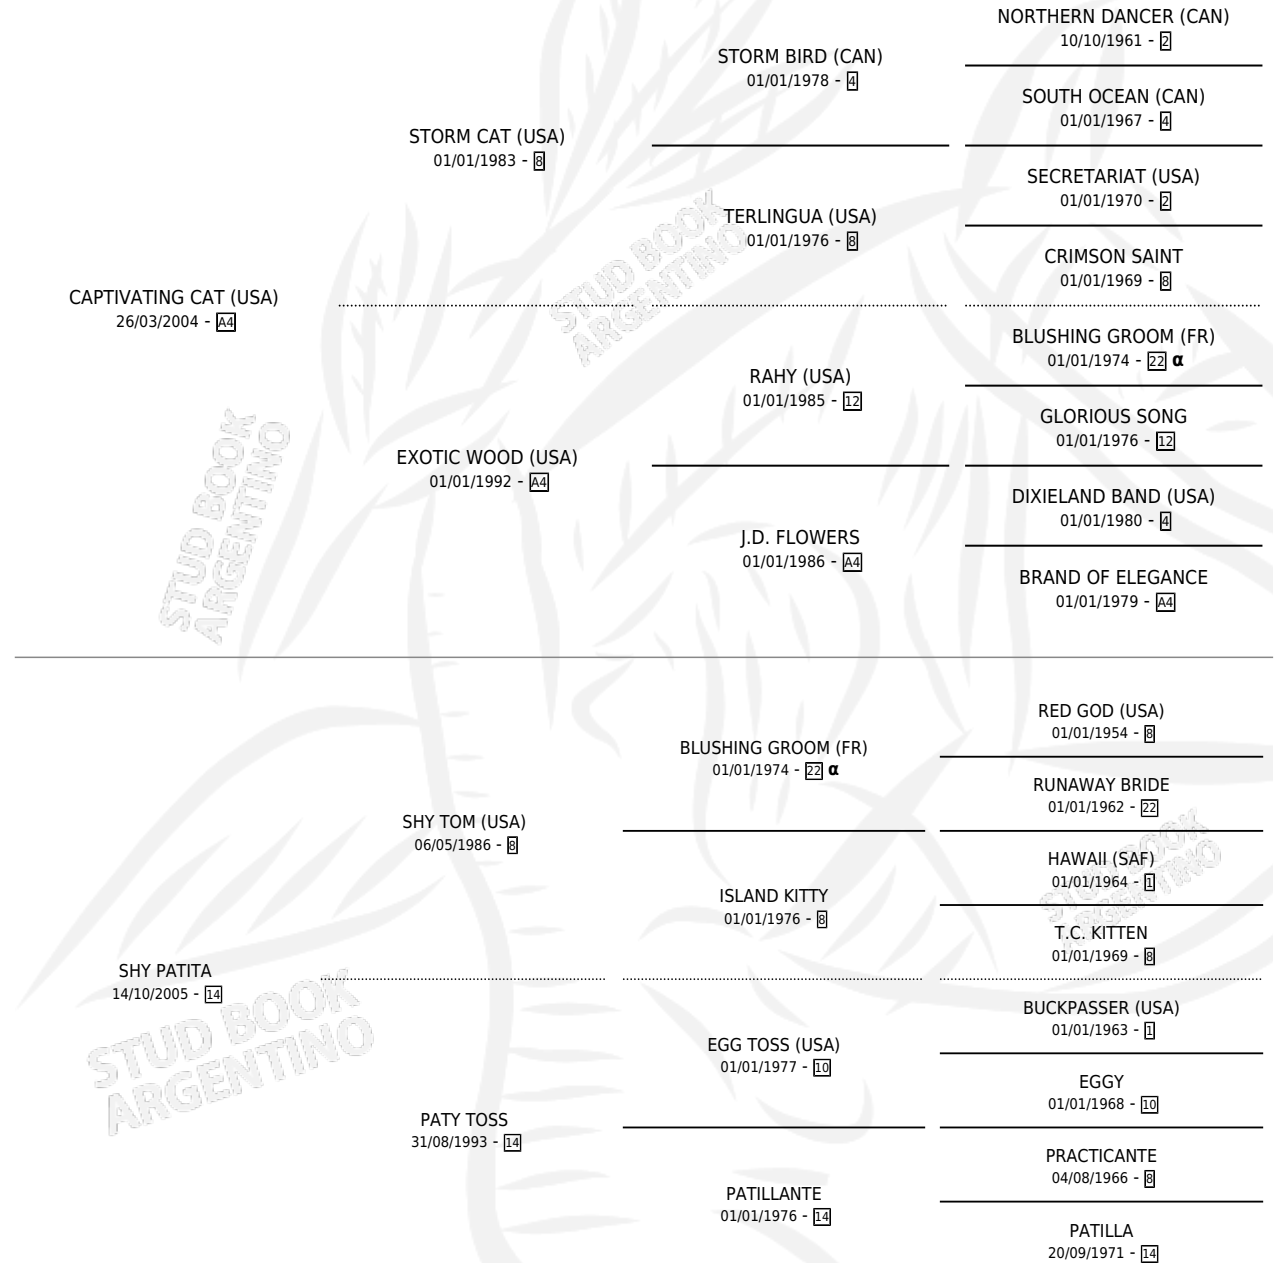 NORTHERN DANCER (CAN)
10/10/1961 - 2
STORM BIRD (CAN)
01/01/1978 - 4
SOUTH OCEAN (CAN)
01/01/1967 - 4
STORM CAT (USA)
01/01/1983 - 8
SECRETARIAT (USA)
01/01/1970 - 2
TERLINGUA (USA)
01/01/1976 - 8
CRIMSON SAINT
01/01/1969 - 8
CAPTIVATING CAT (USA)
26/03/2004 - A4
BLUSHING GROOM (FR)
01/01/1974 - 22 α
RAHY (USA)
01/01/1985 - 12
GLORIOUS SONG
01/01/1976 - 12
EXOTIC WOOD (USA)
01/01/1992 - A4
DIXIELAND BAND (USA)
01/01/1980 - 4
J.D. FLOWERS
01/01/1986 - A4
BRAND OF ELEGANCE
01/01/1979 - A4
STUD BOOK
ARGENTINO
STUD BOOK
ARGENTINO
RED GOD (USA)
01/01/1954 - 8
BLUSHING GROOM (FR)
01/01/1974 - 22 α
RUNAWAY BRIDE
01/01/1962 - 22
SHY TOM (USA)
06/05/1986 - 8
HAWAII (SAF)
01/01/1964 - 1
ISLAND KITTY
01/01/1976 - 8
T.C. KITTEN
01/01/1969 - 8
SHY PATITA
14/10/2005 - 14
BUCKPASSER (USA)
01/01/1963 - 1
EGG TOSS (USA)
01/01/1977 - 10
EGGY
01/01/1968 - 10
PATY TOSS
31/08/1993 - 14
PRACTICANTE
04/08/1966 - 8
PATILLANTE
01/01/1976 - 14
PATILLA
20/09/1971 - 14
STUD BOOK
ARGENTINO
STUD BOOK
ARGENTINO